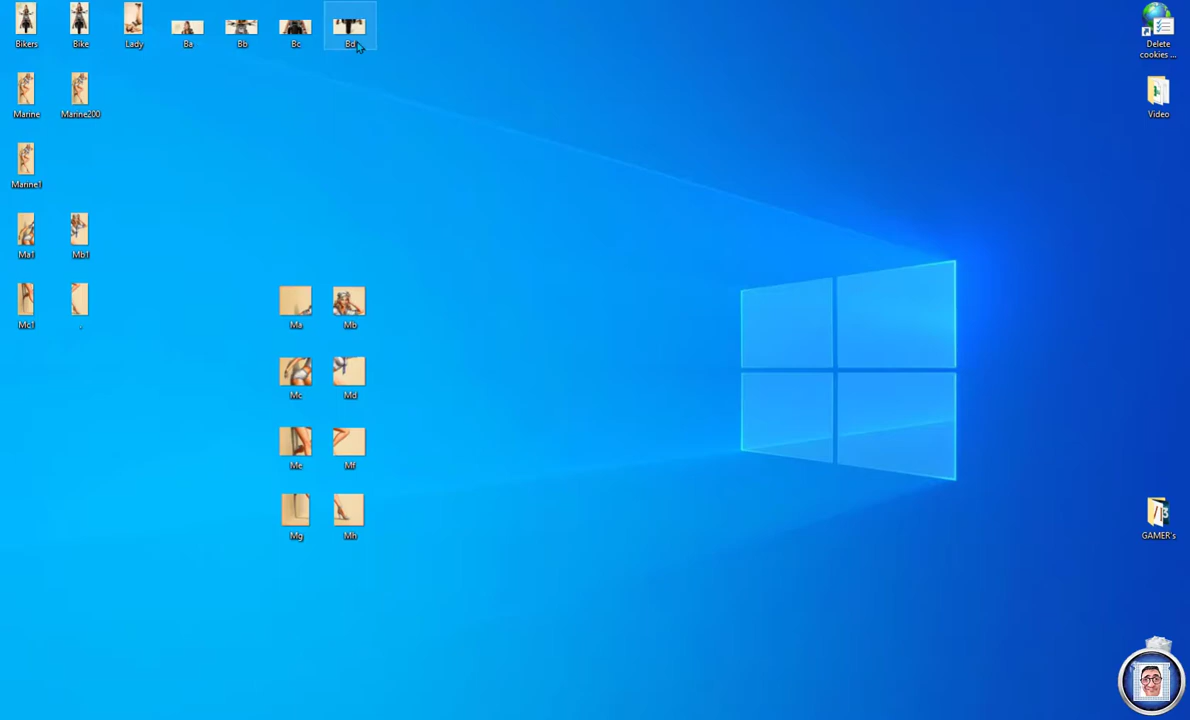 Bikers Bike Lady Ba Bb Bc Bd
Delete
cookies ...
Marine Marine200
Video
Marine1
Ma1 Mb1
Mc1 .
Ma Mb
Mc Md
Me Mf
Mg Mh
GAMER's